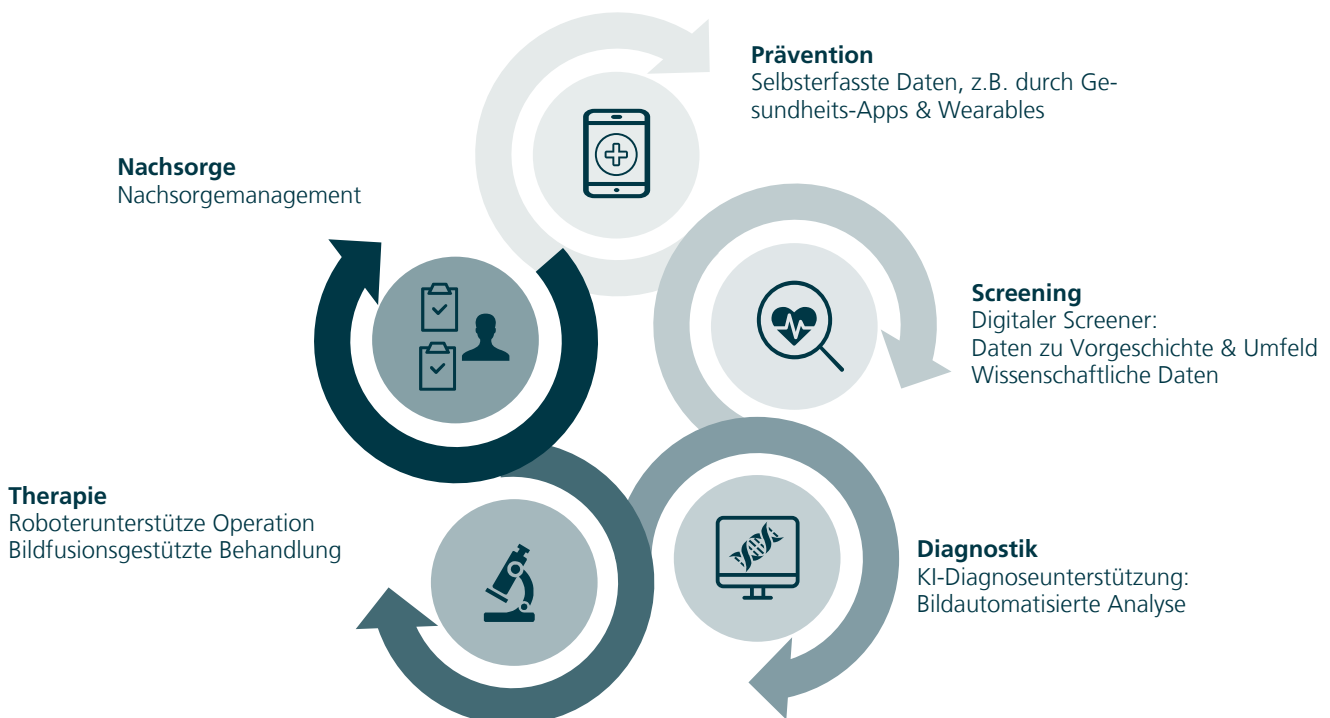 Prävention
Selbsterfasste Daten, z.B. durch Ge-
sundheits-Apps & Wearables
Screening
Digitaler Screener:
Daten zu Vorgeschichte & Umfeld
Wissenschaftliche Daten
Diagnostik
KI-Diagnoseunterstützung:
Bildautomatisierte Analyse
Therapie
Roboterunterstütze Operation
Bildfusionsgestützte Behandlung
Nachsorge
Nachsorgemanagement